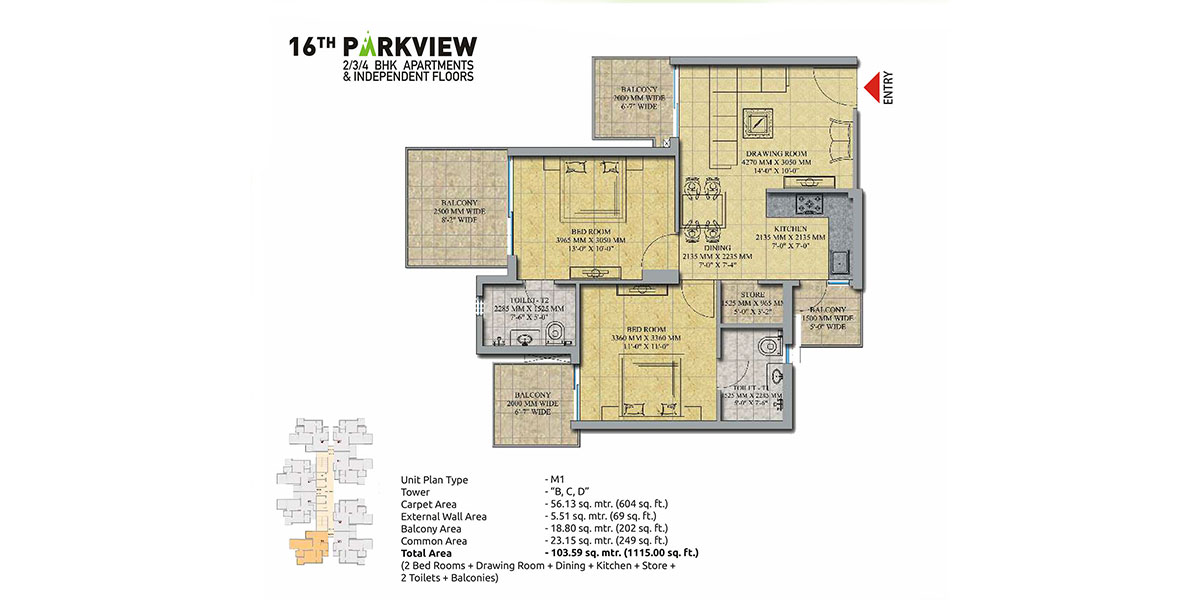 16TH PARKVIEW
2/3/4 BHK APARTMENTS
& INDEPENDENT FLOORS
ENTRY
BALCONY
2000 MM WIDE
6'-7" WIDE
DRAWING ROOM
4270 MM X 3050 MM
14'-0" X 10'-0"
BALCONY
2500 MM WIDE
8'-2" WIDE
BED ROOM
3965 MM X 3050 MM
13'-0" X 10'-0"
KITCHEN
2135 MM X 2135 MM
7'-0" X 7'-0"
DINING
2135 MM X 2235 MM
7'-0" X 7'-4"
TOILET- T2
2285 MM X 1525 MM
7'-6" X 5'-0"
STORE
1525 MM X 965 M
5'-0" X 3'-2"
BALCONY
1500 MM WIDE
5'-0" WIDE
BED ROOM
3360 MM X 3360 MM
11'-0" X 11'-0"
TOILET - T1
1525 MM X 2285 MM
5'-0" X 7'-6"
BALCONY
2000 MM WIDE
6'-7" WIDE
Unit Plan Type - M1
Tower - “B, C, D”
Carpet Area - 56.13 sq. mtr. (604 sq. ft.)
External Wall Area - 5.51 sq. mtr. (69 sq. ft.)
Balcony Area - 18.80 sq. mtr. (202 sq. ft.)
Common Area - 23.15 sq. mtr. (249 sq. ft.)
Total Area - 103.59 sq. mtr. (1115.00 sq. ft.)
(2 Bed Rooms + Drawing Room + Dining + Kitchen + Store +
2 Toilets + Balconies)